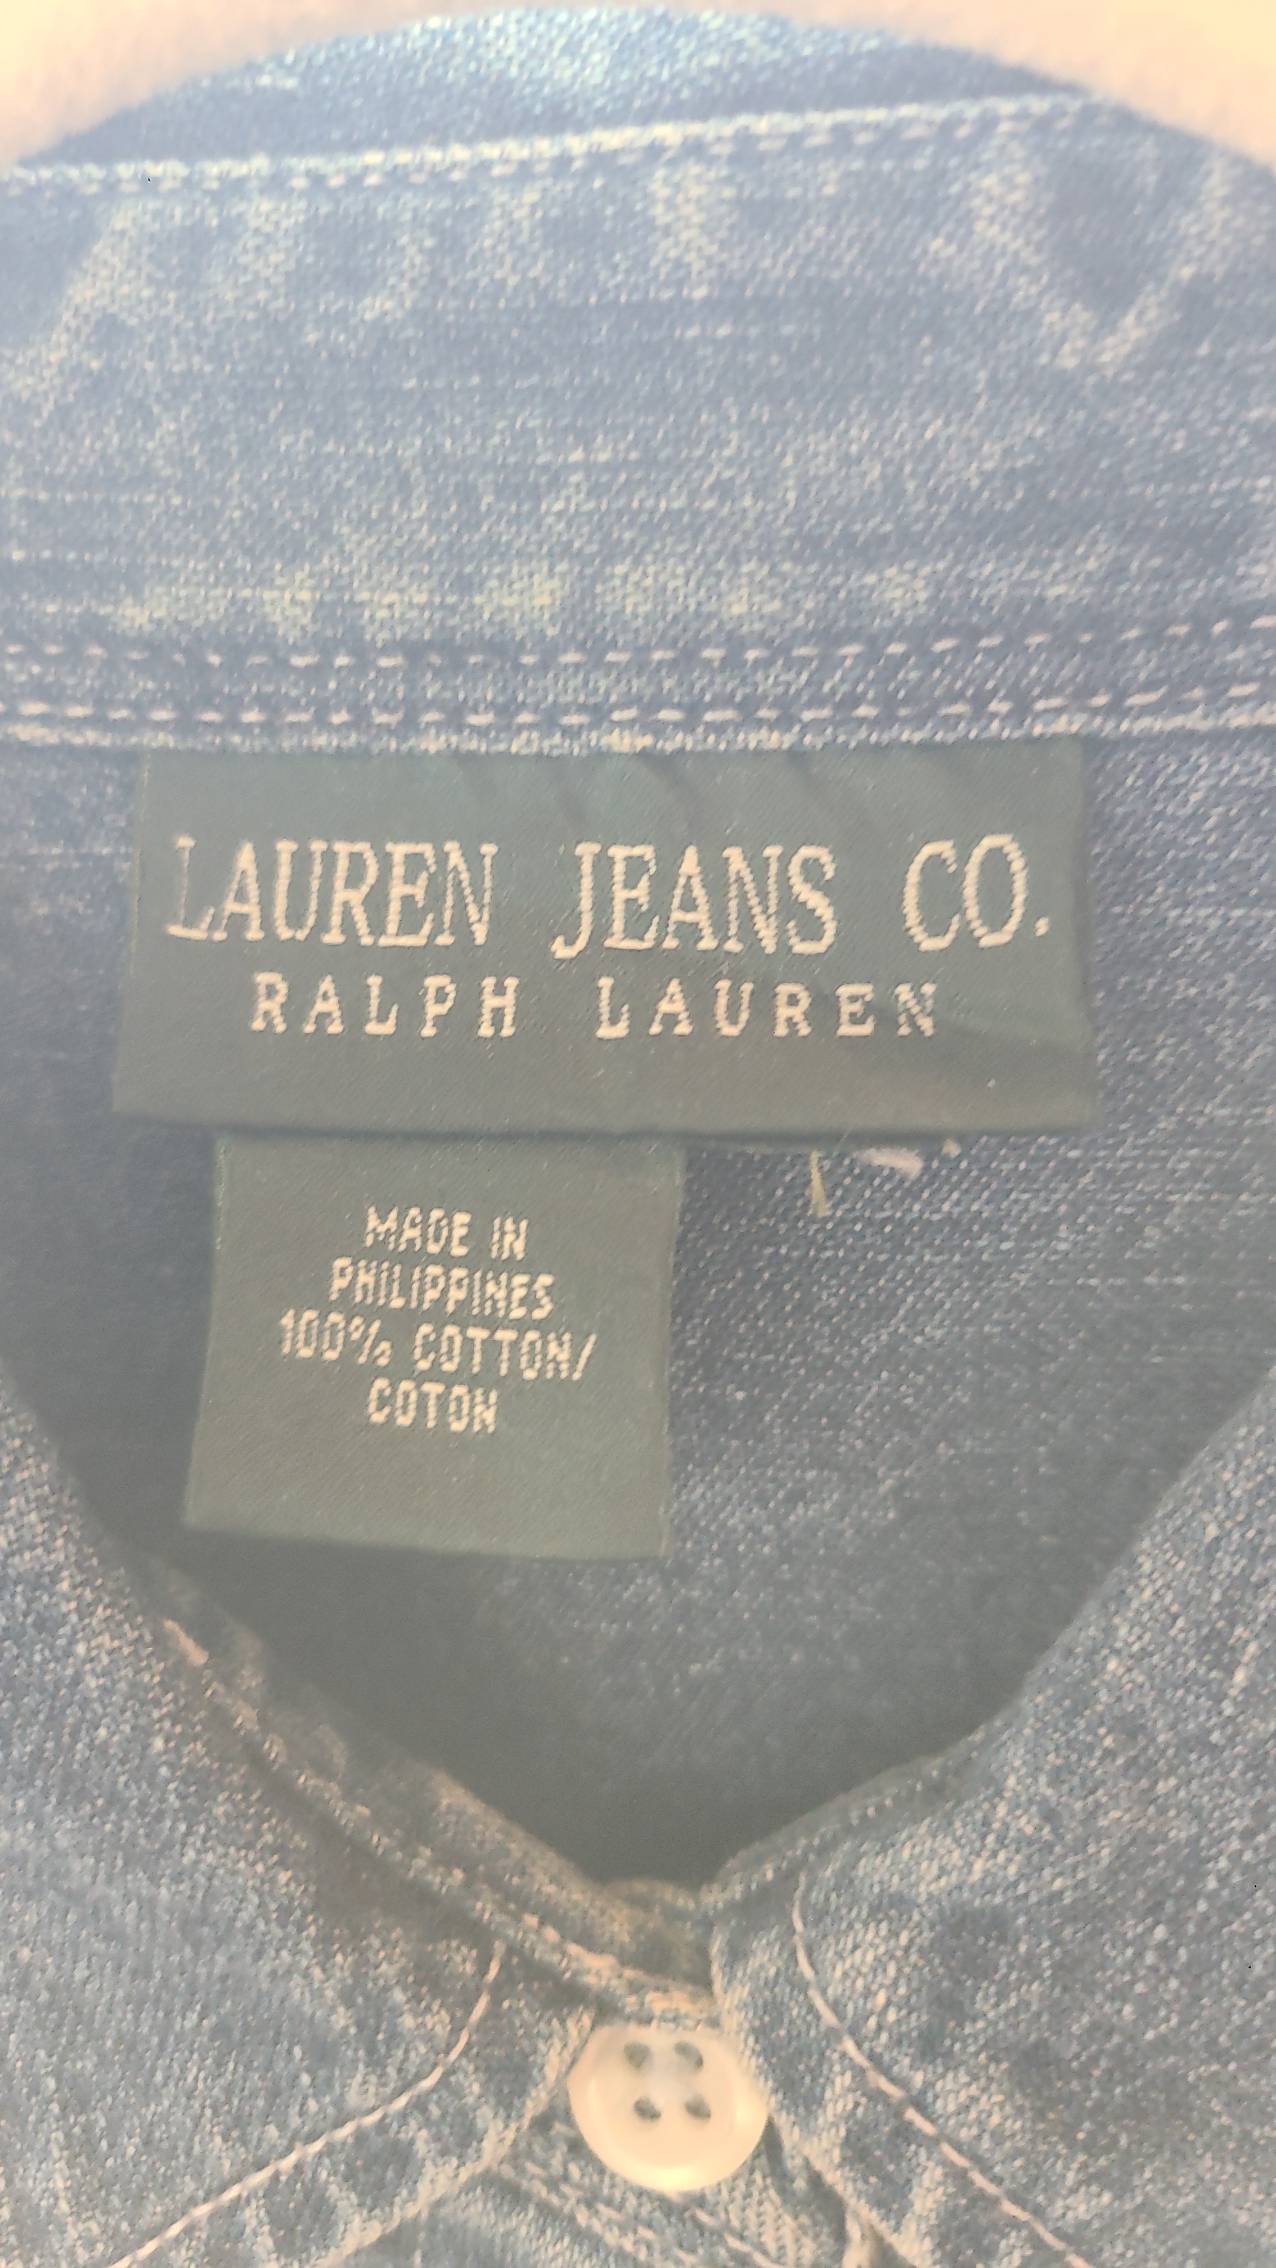 LAUREN JEANS CO.
RALPH LAUREN
MADE IN
PHILIPPINES
100% COTTON/
COTON